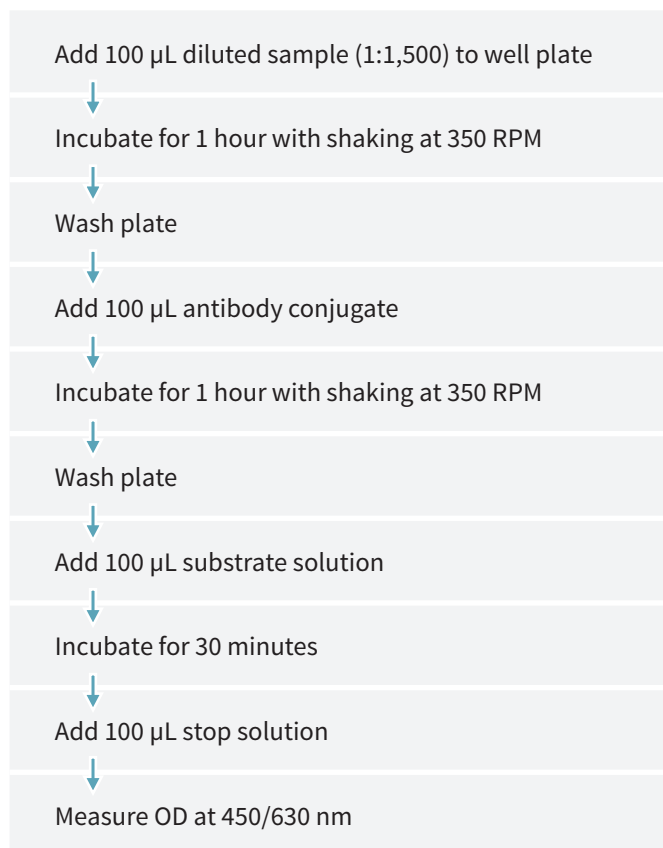 Add 100 µL diluted sample (1:1,500) to well plate
Incubate for 1 hour with shaking at 350 RPM
Wash plate
Add 100 µL antibody conjugate
Incubate for 1 hour with shaking at 350 RPM
Wash plate
Add 100 µL substrate solution
Incubate for 30 minutes
Add 100 µL stop solution
Measure OD at 450/630 nm